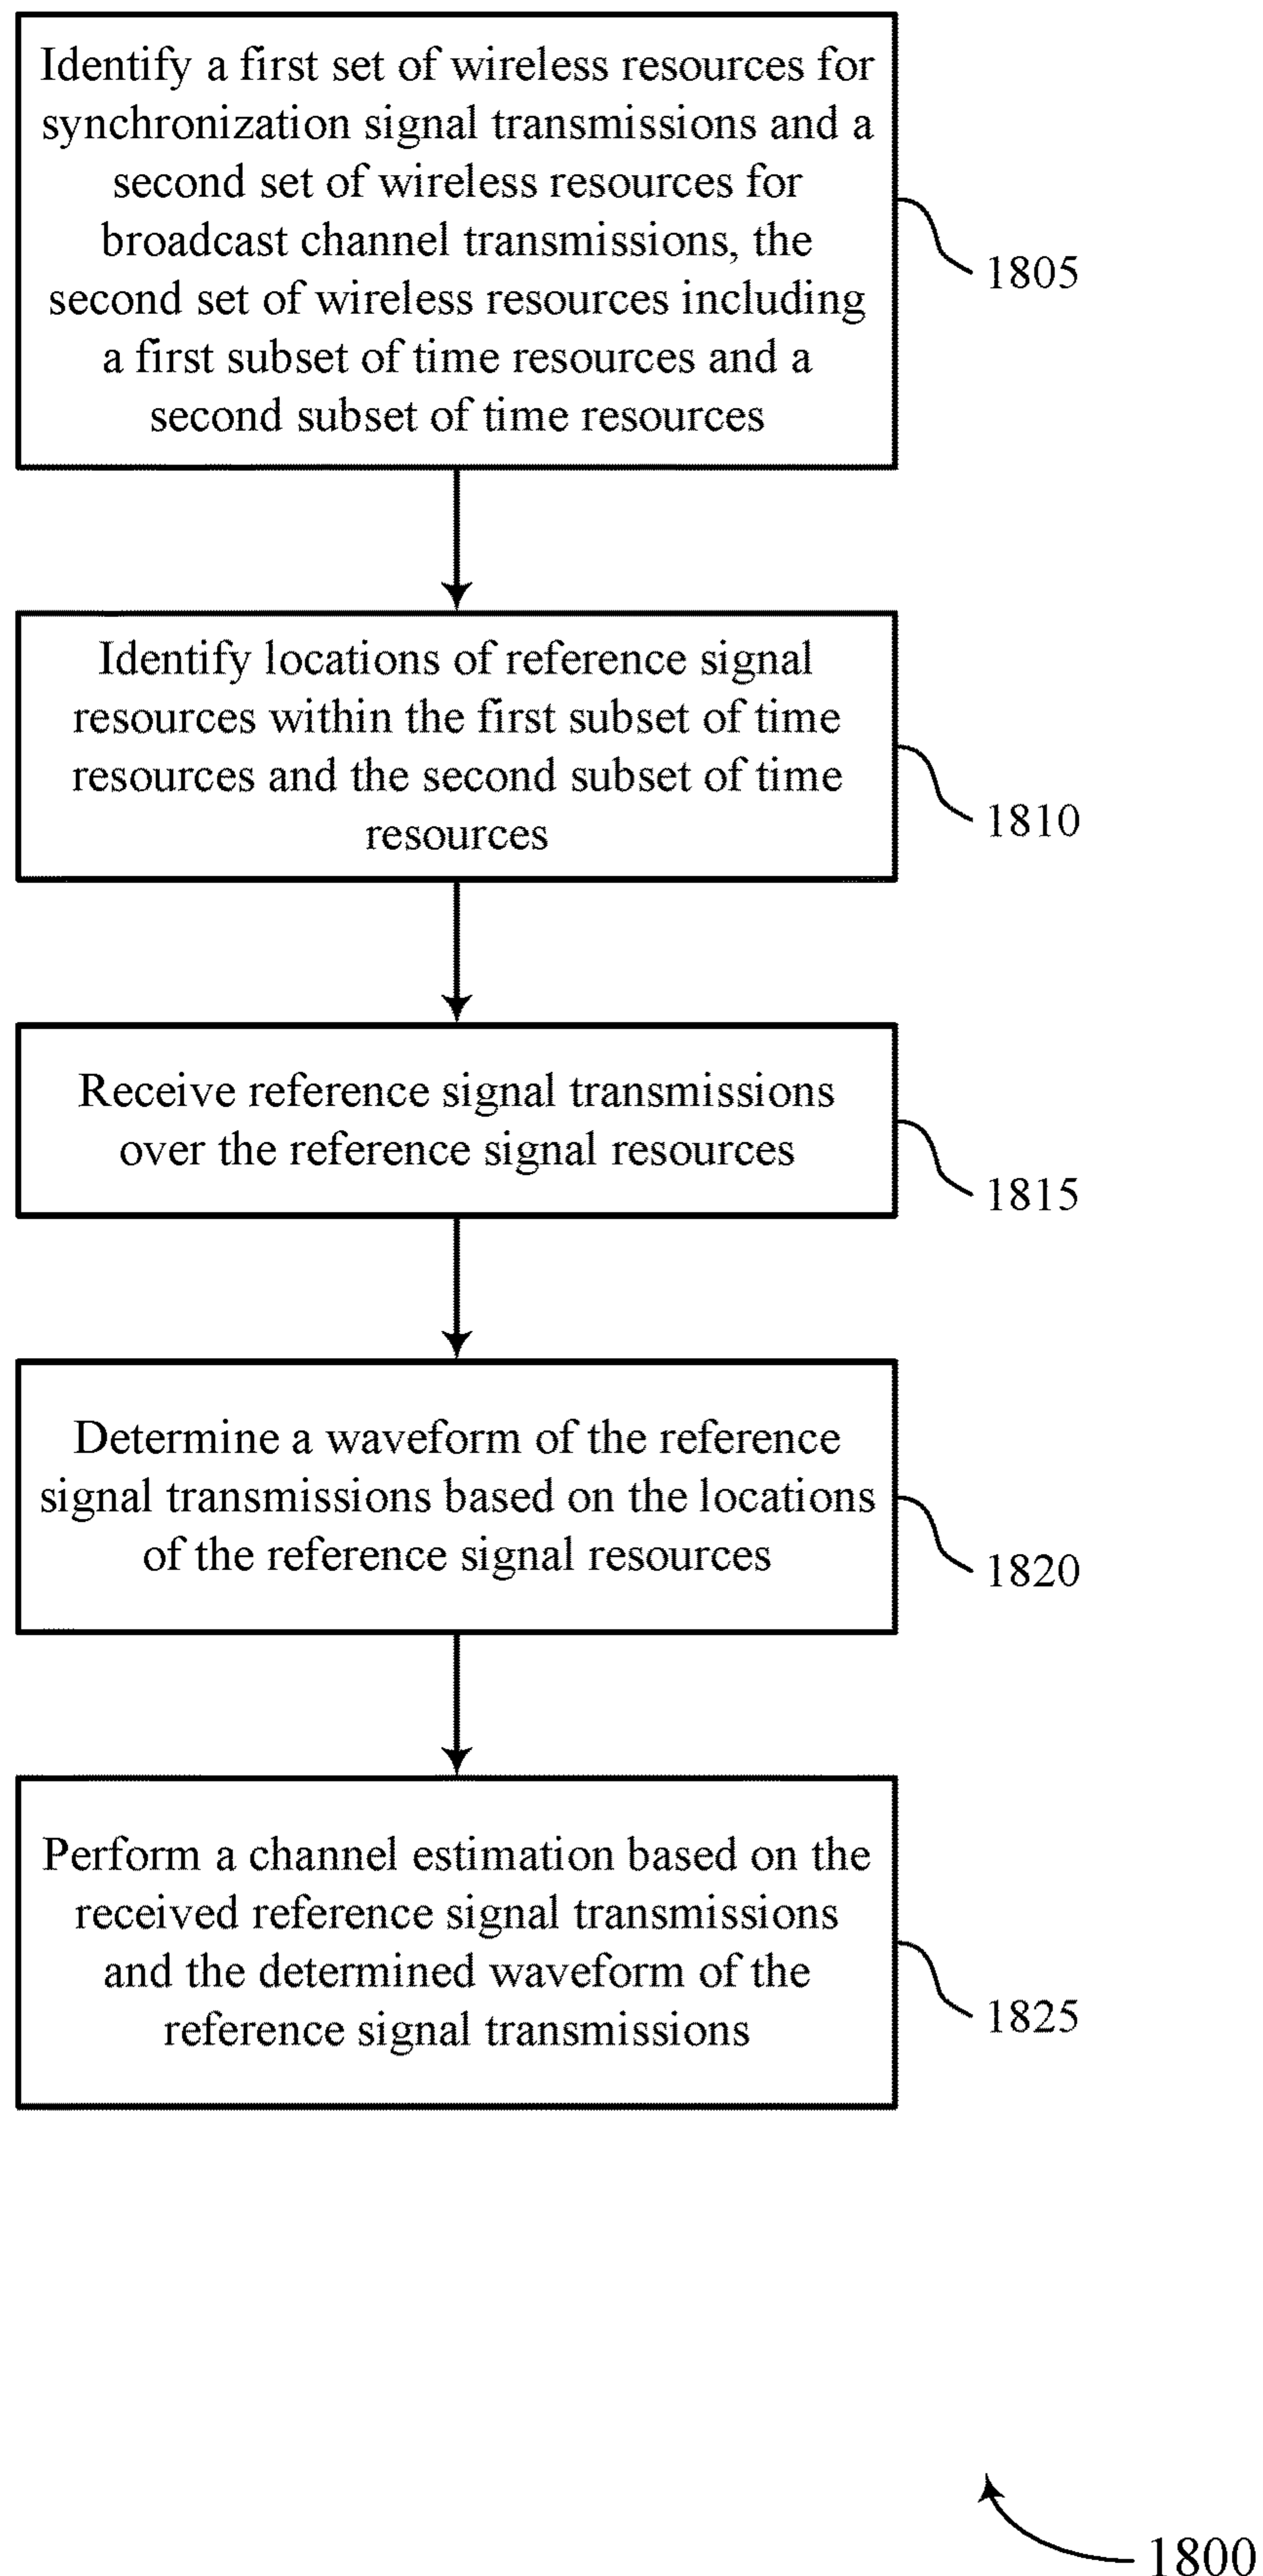 Identify a first set of wireless resources for
synchronization signal transmissions and a
second set of wireless resources for
broadcast channel transmissions, the
second set of wireless resources including
a first subset of time resources and a
second subset of time resources
1805
Identify locations of reference signal
resources within the first subset of time
resources and the second subset of time
resources
1810
Receive reference signal transmissions
over the reference signal resources
1815
Determine a waveform of the reference
signal transmissions based on the locations
of the reference signal resources
1820
Perform a channel estimation based on the
received reference signal transmissions
and the determined waveform of the
reference signal transmissions
1825
1800